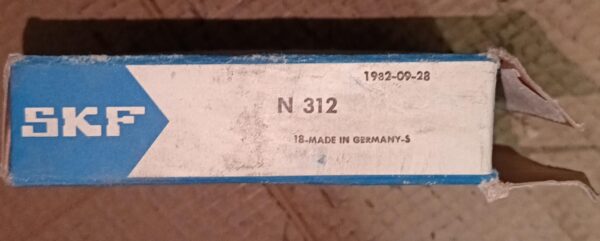 SKF
1982-09-28
N 312
18-MADE IN GERMANY-S